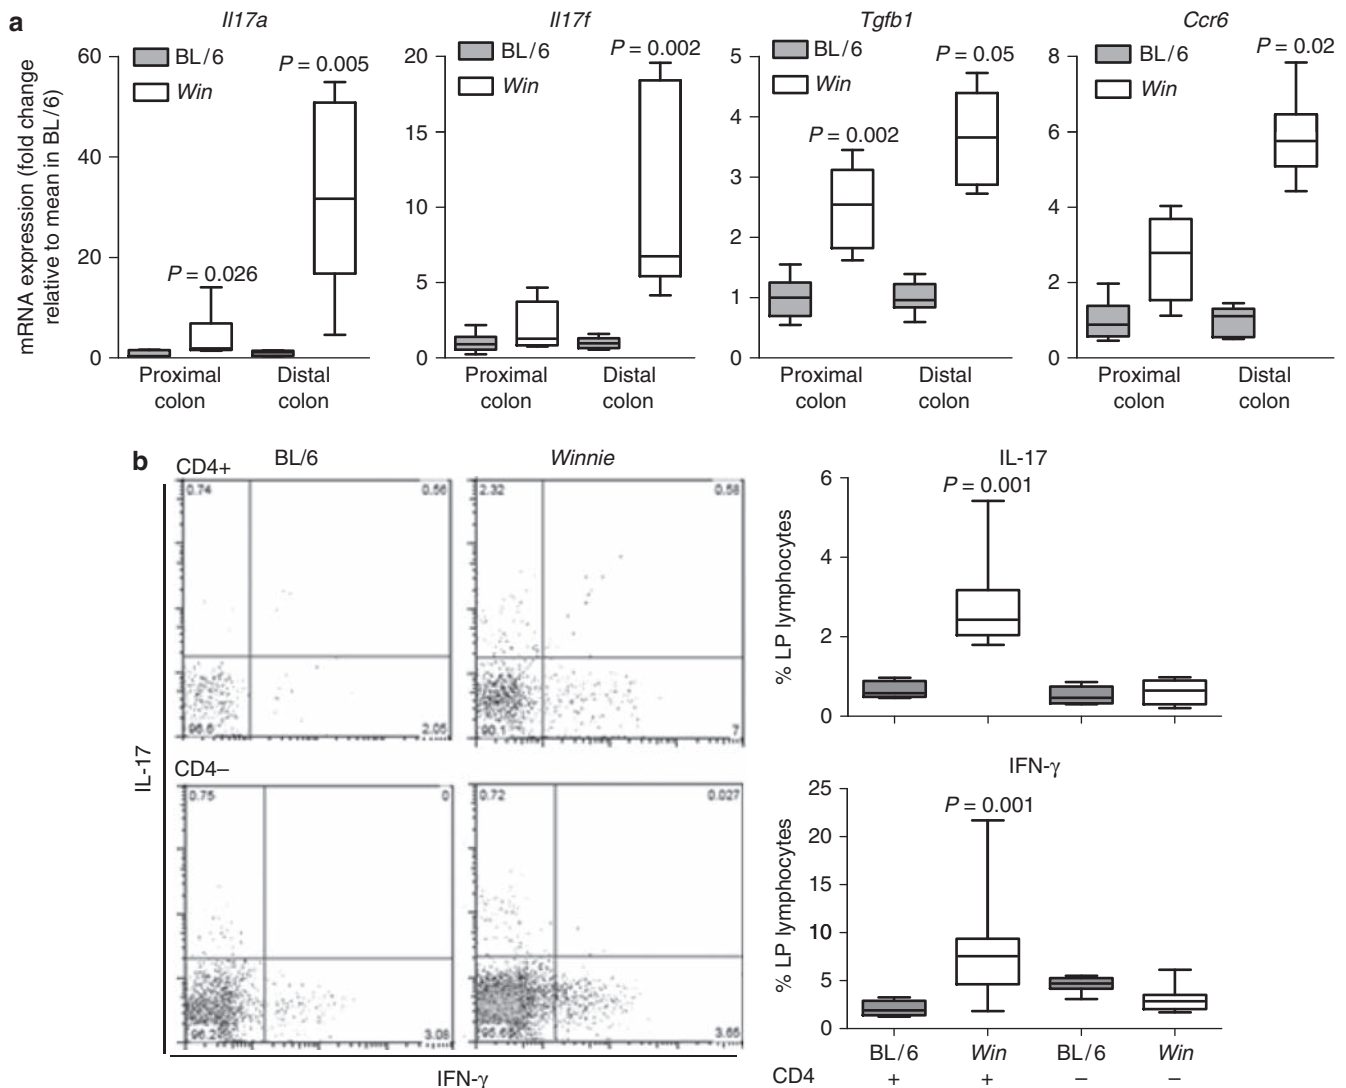 a
Il17a
Il17f
Tgfb1
Ccr6
mRNA expression (fold change
relative to mean in BL/6)
60
40
20
0
BL/6
Win
P = 0.026
P = 0.005
Proximal
colon
Distal
colon
20
15
10
5
0
BL/6
Win
P = 0.002
Proximal
colon
Distal
colon
5
4
3
2
1
0
BL/6
Win
P = 0.002
P = 0.05
Proximal
colon
Distal
colon
8
6
4
2
0
BL/6
Win
P = 0.02
Proximal
colon
Distal
colon
b
CD4+
BL/6
Winnie
0.74
0.56
96.6
2.05
2.32
0.58
90.1
7
CD4–
0.75
0
96.2
3.08
0.72
0.027
95.6
3.65
IL-17
IFN-γ
IL-17
% LP lymphocytes
6
4
2
0
P = 0.001
IFN-γ
% LP lymphocytes
25
20
15
10
5
0
P = 0.001
BL/6
Win
BL/6
Win
CD4 + + – –